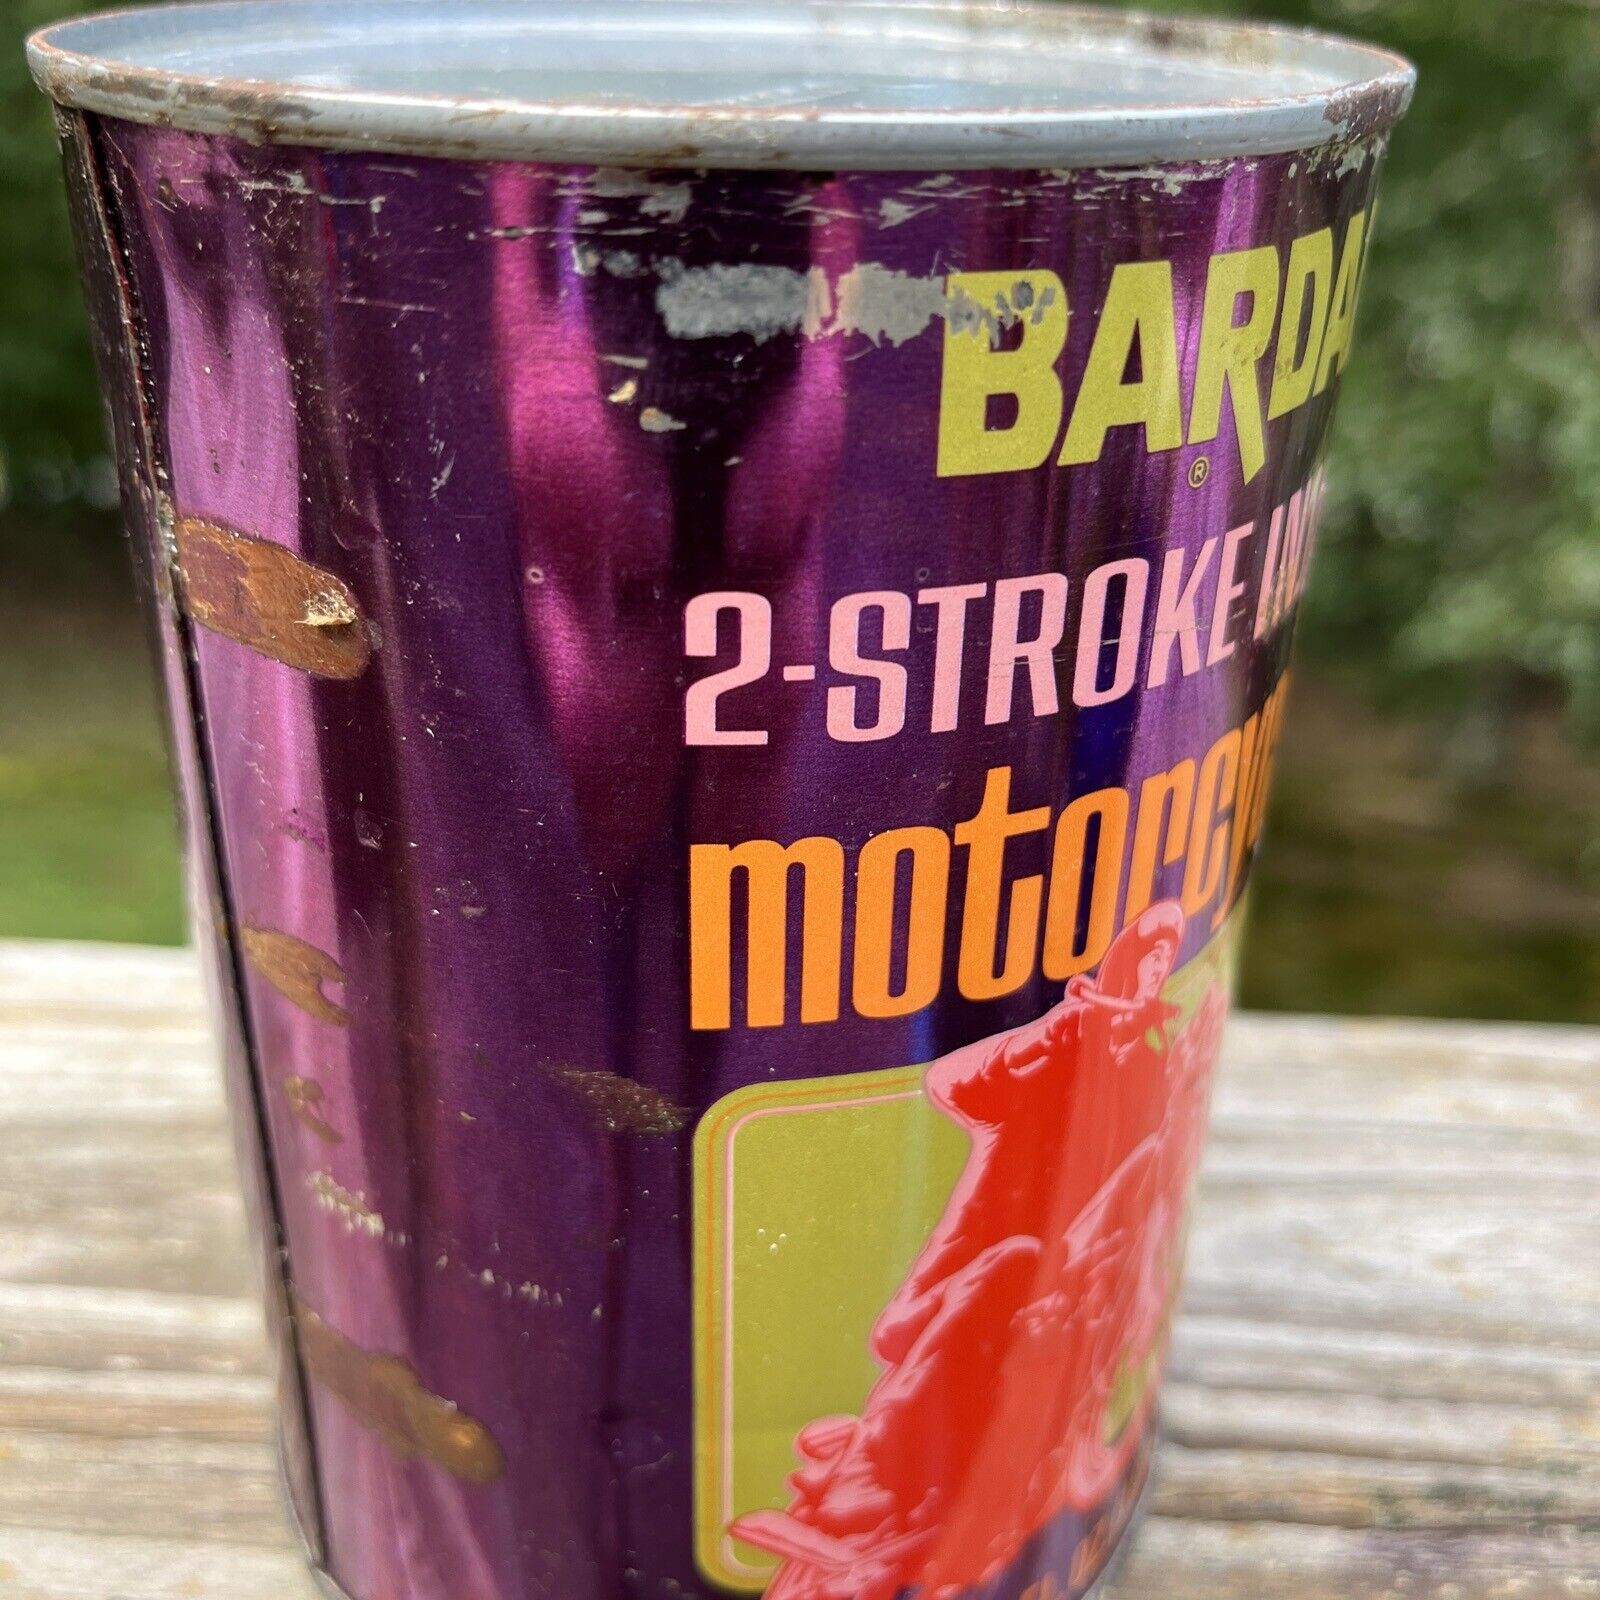 BARDA
®
2-STROKE IN
motorcy